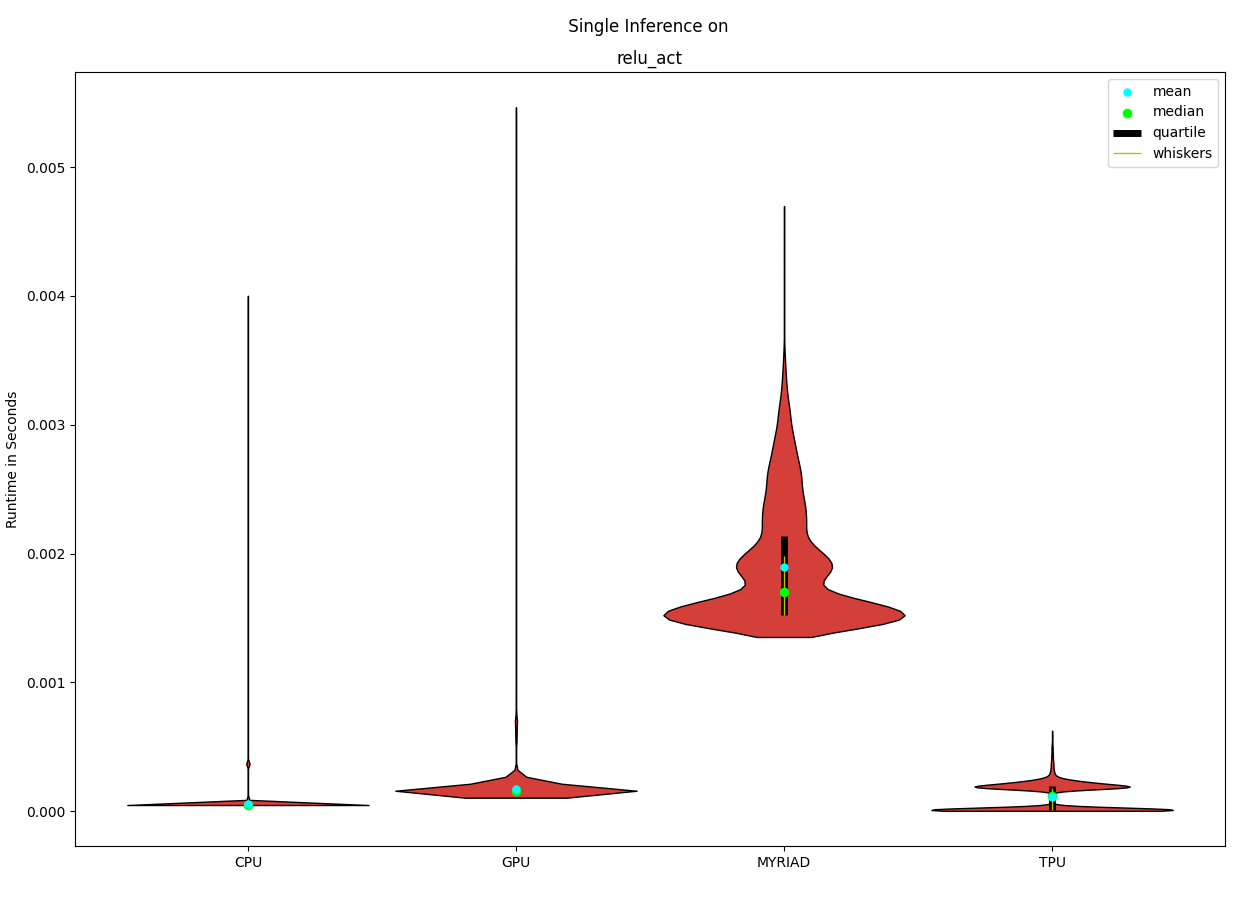 Single Inference on
relu_act
mean
median
quartile
whiskers
Runtime in Seconds
0.005
0.004
0.003
0.002
0.001
0.000
CPU
GPU
MYRIAD
TPU